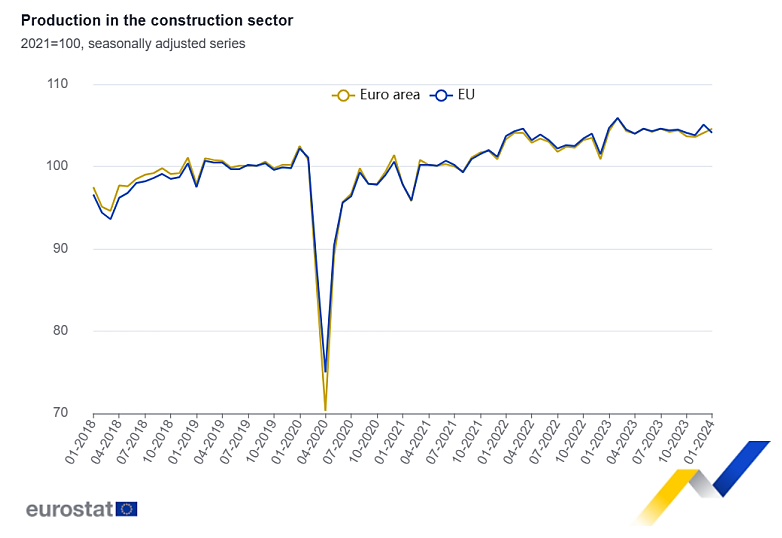 Production in the construction sector
2021=100, seasonally adjusted series
110
Euro area EU
100
90
80
70
01-2018 04-2018 07-2018 10-2018 01-2019 04-2019 07-2019 10-2019 01-2020 04-2020 07-2020 10-2020 01-2021 04-2021 07-2021 10-2021 01-2022 04-2022 07-2022 10-2022 01-2023 04-2023 07-2023 10-2023 01-2024
eurostat